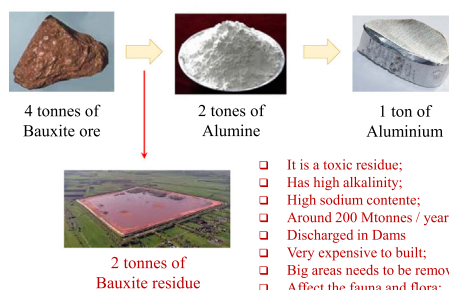 4 tonnes of
Bauxite ore
2 tones of
Alumine
1 ton of
Aluminium
2 tonnes of
Bauxite residue
It is a toxic residue;
Has high alkalinity;
High sodium contente;
Around 200 Mtonnes / year
Discharged in Dams
Very expensive to built;
Big areas needs to be remov
Affect the fauna and flora;